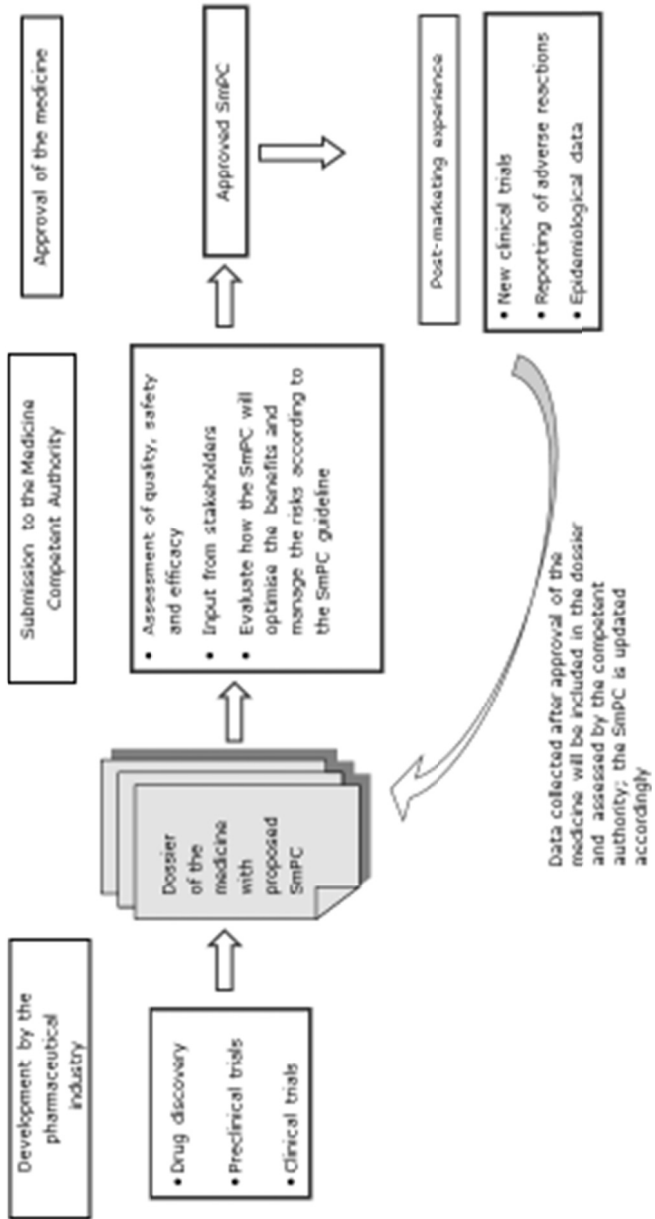 Development by the
pharmaceutical
industry
• Drug discovery
• Preclinical trials
• Clinical trials
Dossier
of the
medicine
with
proposed
SmPC
Submission to the Medicine
Competent Authority
• Assessment of quality, safety
and efficacy
• Input from stakeholders
• Evaluate how the SmPC will
optimise the benefits and
manage the risks according to
the SmPC guideline
Approval of the medicine
Approved SmPC
Post-marketing experience
• New clinical trials
• Reporting of adverse reactions
• Epidemiological data
Data collected after approval of the
medicine will be included in the dossier
and assessed by the competent
authority; the SmPC is updated
accordingly